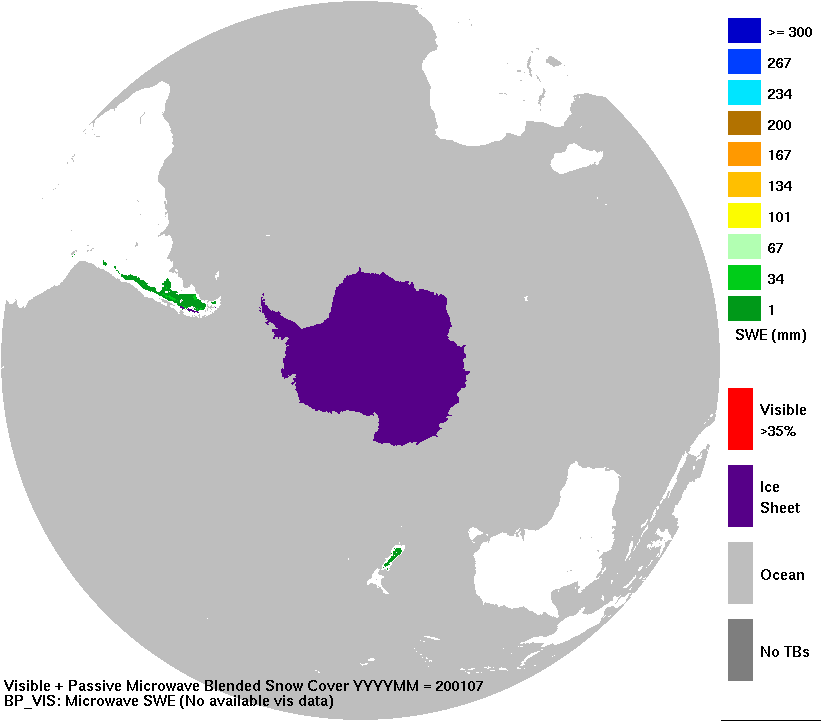 >= 300
267
234
200
167
134
101
67
34
1
SWE (mm)
Visible
>35%
Ice
Sheet
Ocean
No TBs
Visible + Passive Microwave Blended Snow Cover YYYYMM = 200107
BP_VIS: Microwave SWE (No available vis data)